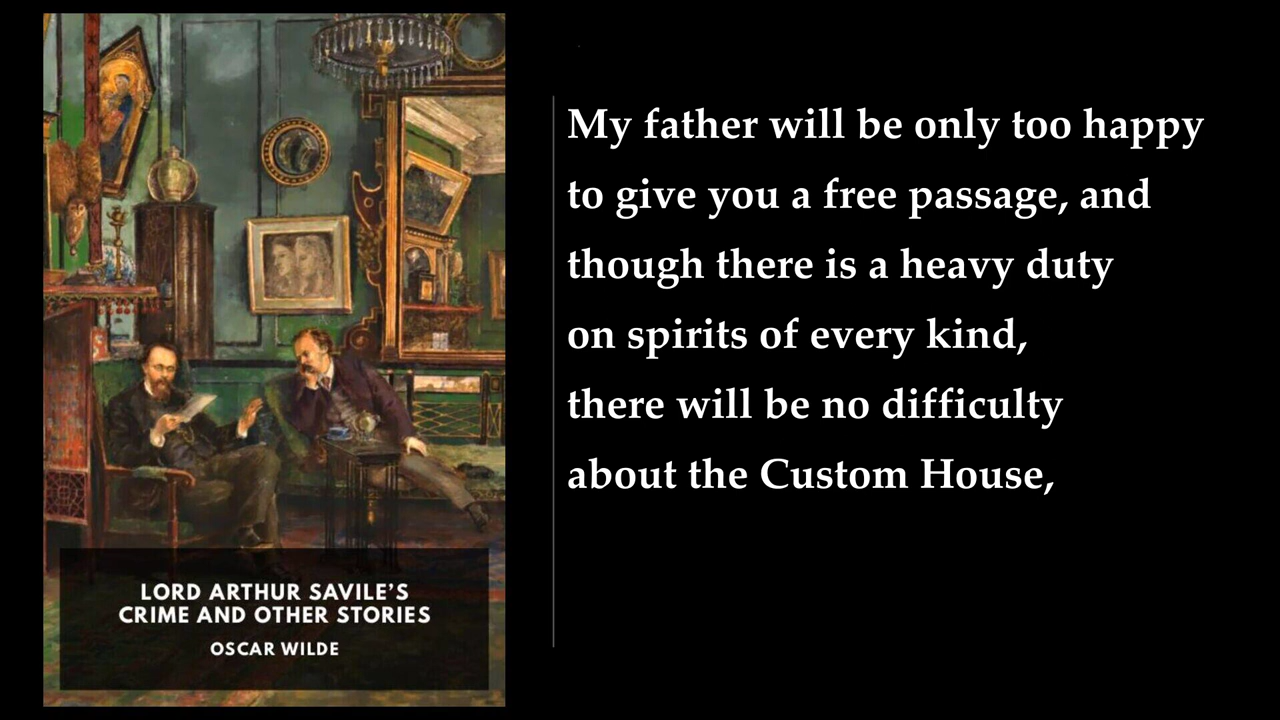 My father will be only too happy
to give you a free passage, and
though there is a heavy duty
on spirits of every kind,
there will be no difficulty
about the Custom House,
LORD ARTHUR SAVILE’S
CRIME AND OTHER STORIES
OSCAR WILDE